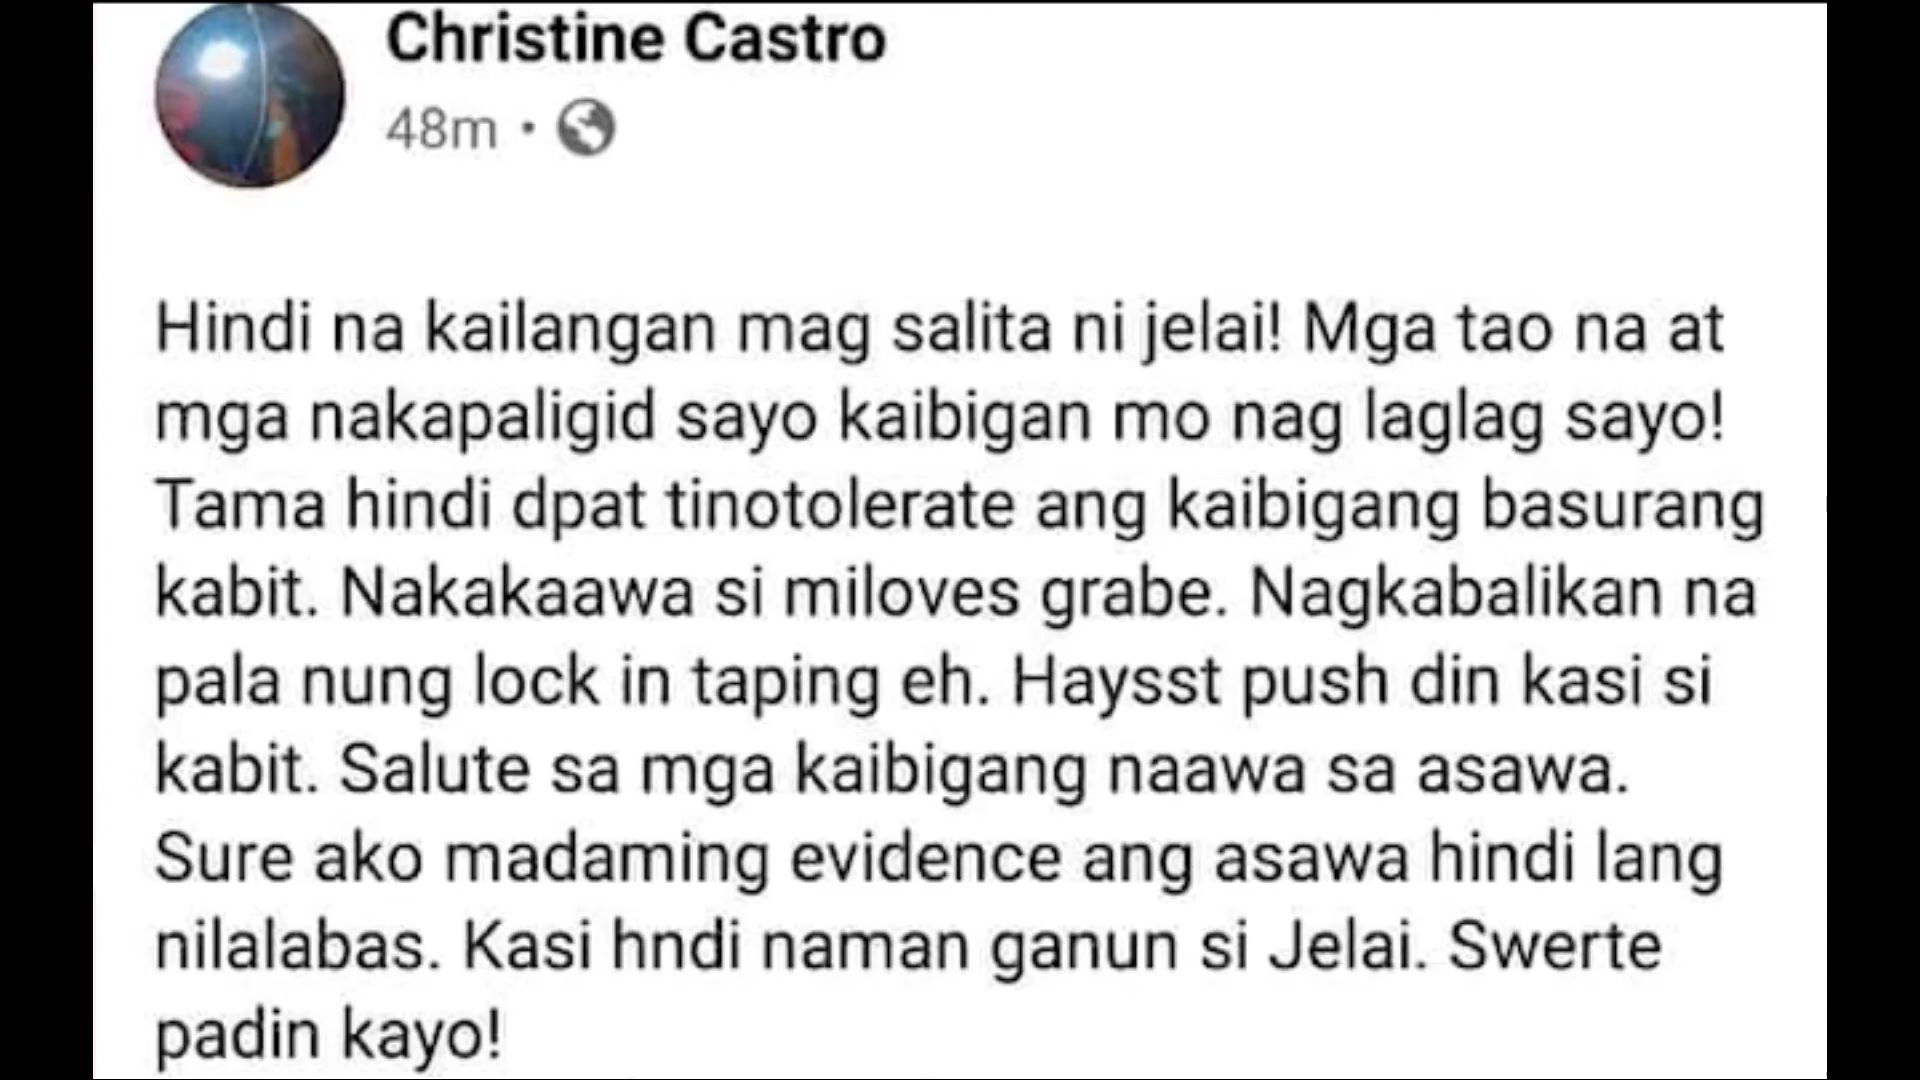 Christine Castro
48m ·
Hindi na kailangan mag salita ni jelai! Mga tao na at
mga nakapaligid sayo kaibigan mo nag laglag sayo!
Tama hindi dpat tinotolerate ang kaibigang basurang
kabit. Nakakaawa si miloves grabe. Nagkabalikan na
pala nung lock in taping eh. Haysst push din kasi si
kabit. Salute sa mga kaibigang naawa sa asawa.
Sure ako madaming evidence ang asawa hindi lang
nilalabas. Kasi hndi naman ganun si Jelai. Swerte
padin kayo!